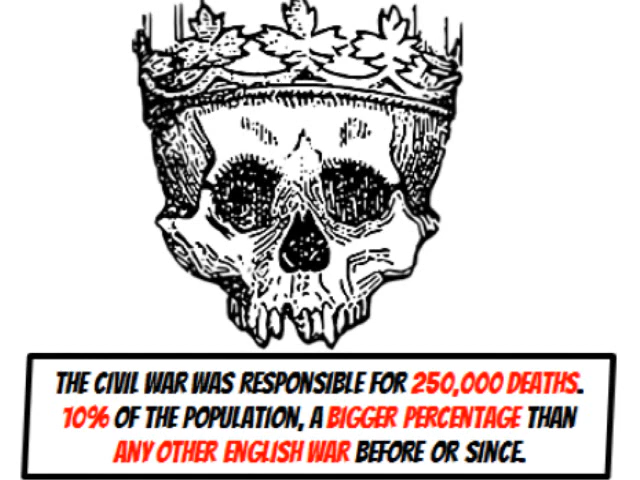 THE CIVIL WAR WAS RESPONSIBLE FOR 250,000 DEATHS.
10% OF THE POPULATION, A BIGGER PERCENTAGE THAN
ANY OTHER ENGLISH WAR BEFORE OR SINCE.